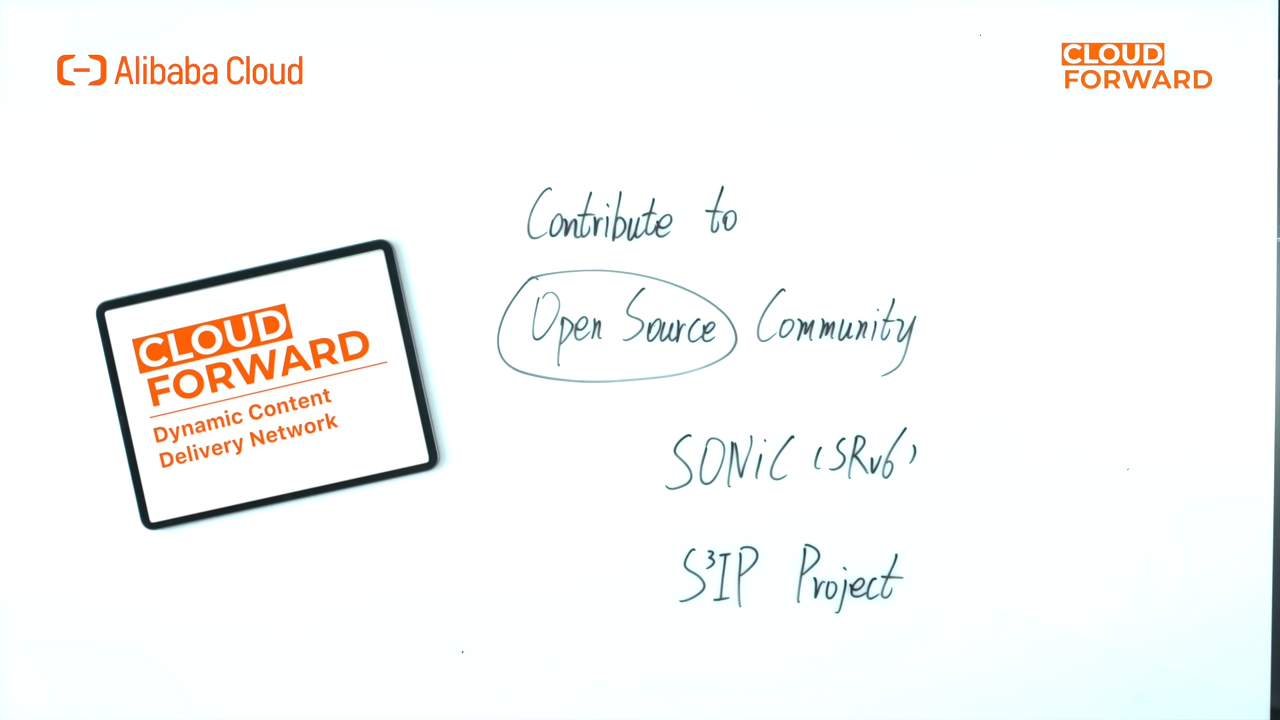 Alibaba Cloud
CLOUD
FORWARD
Contribute to
Open Source Community
SONiC (SRv6)
S³IP Project
CLOUD
FORWARD
Dynamic Content
Delivery Network